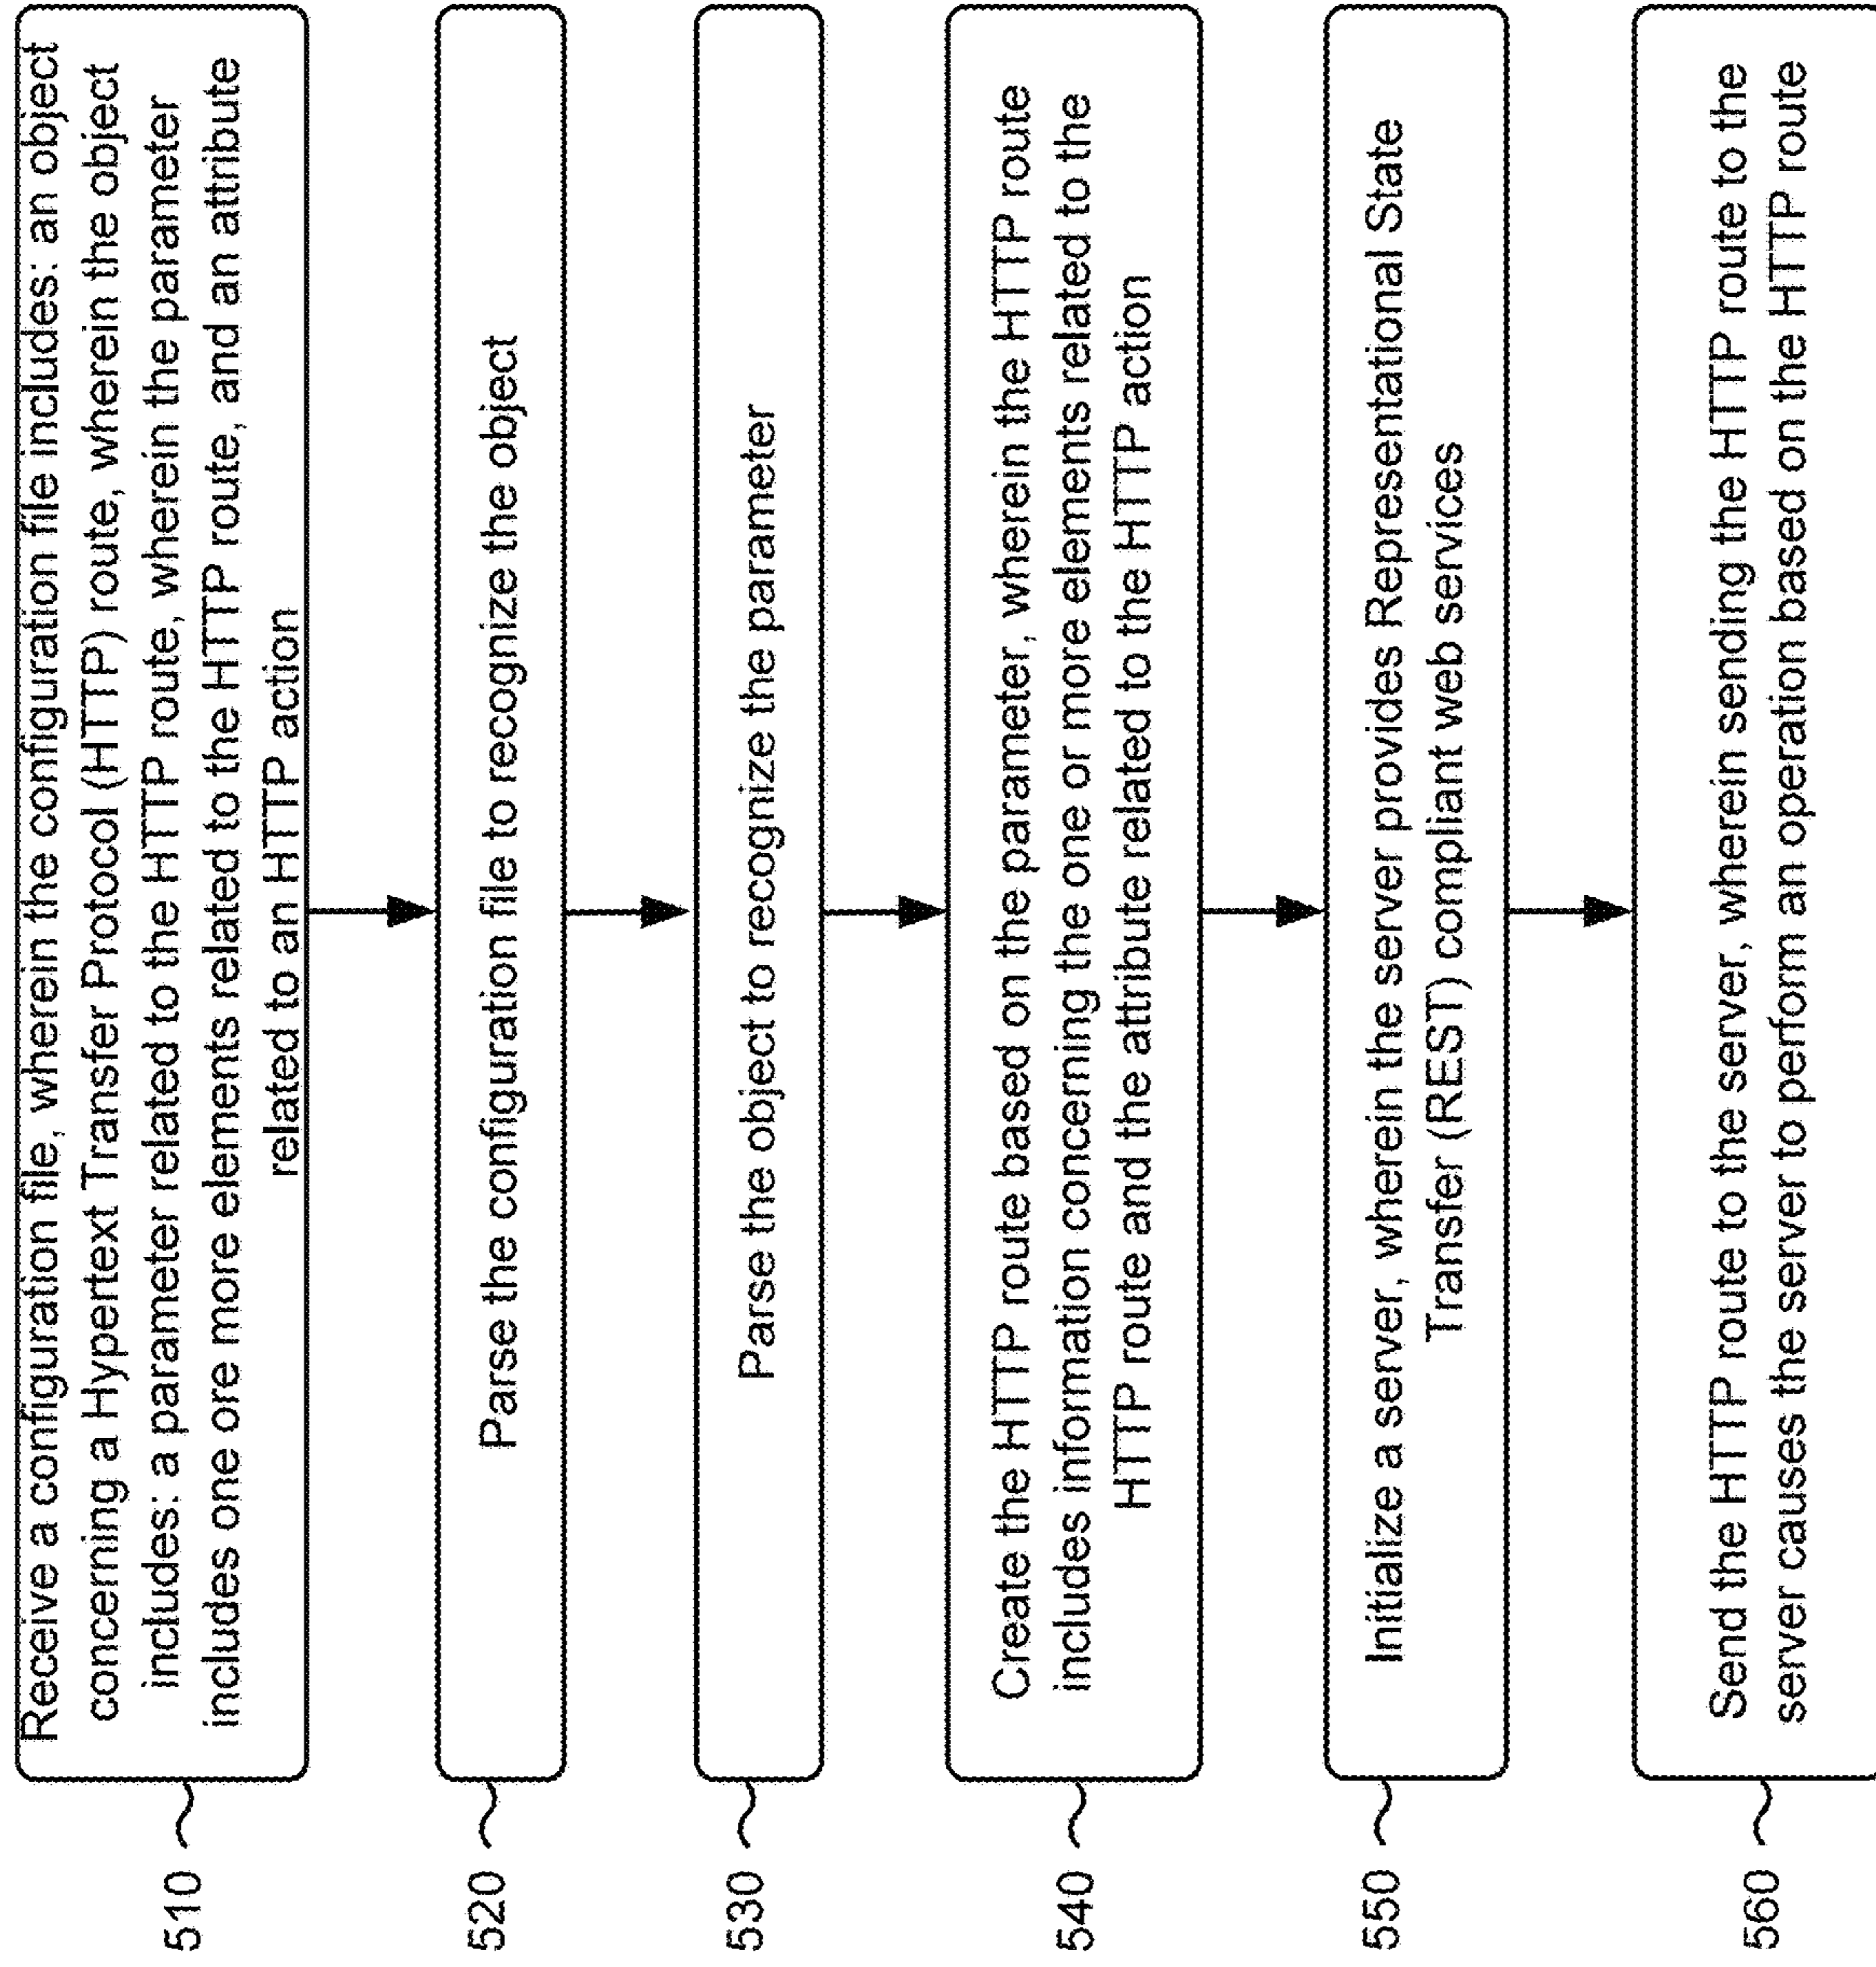 510
Receive a configuration file, wherein the configuration file includes: an object
concerning a Hypertext Transfer Protocol (HTTP) route, wherein the object
includes: a parameter related to the HTTP route, wherein the parameter
includes one ore more elements related to the HTTP route, and an attribute
related to an HTTP action
520
Parse the configuration file to recognize the object
530
Parse the object to recognize the parameter
540
Create the HTTP route based on the parameter, wherein the HTTP route
includes information concerning the one or more elements related to the
HTTP route and the attribute related to the HTTP action
550
Initialize a server, wherein the server provides Representational State
Transfer (REST) compliant web services
560
Send the HTTP route to the server, wherein sending the HTTP route to the
server causes the server to perform an operation based on the HTTP route